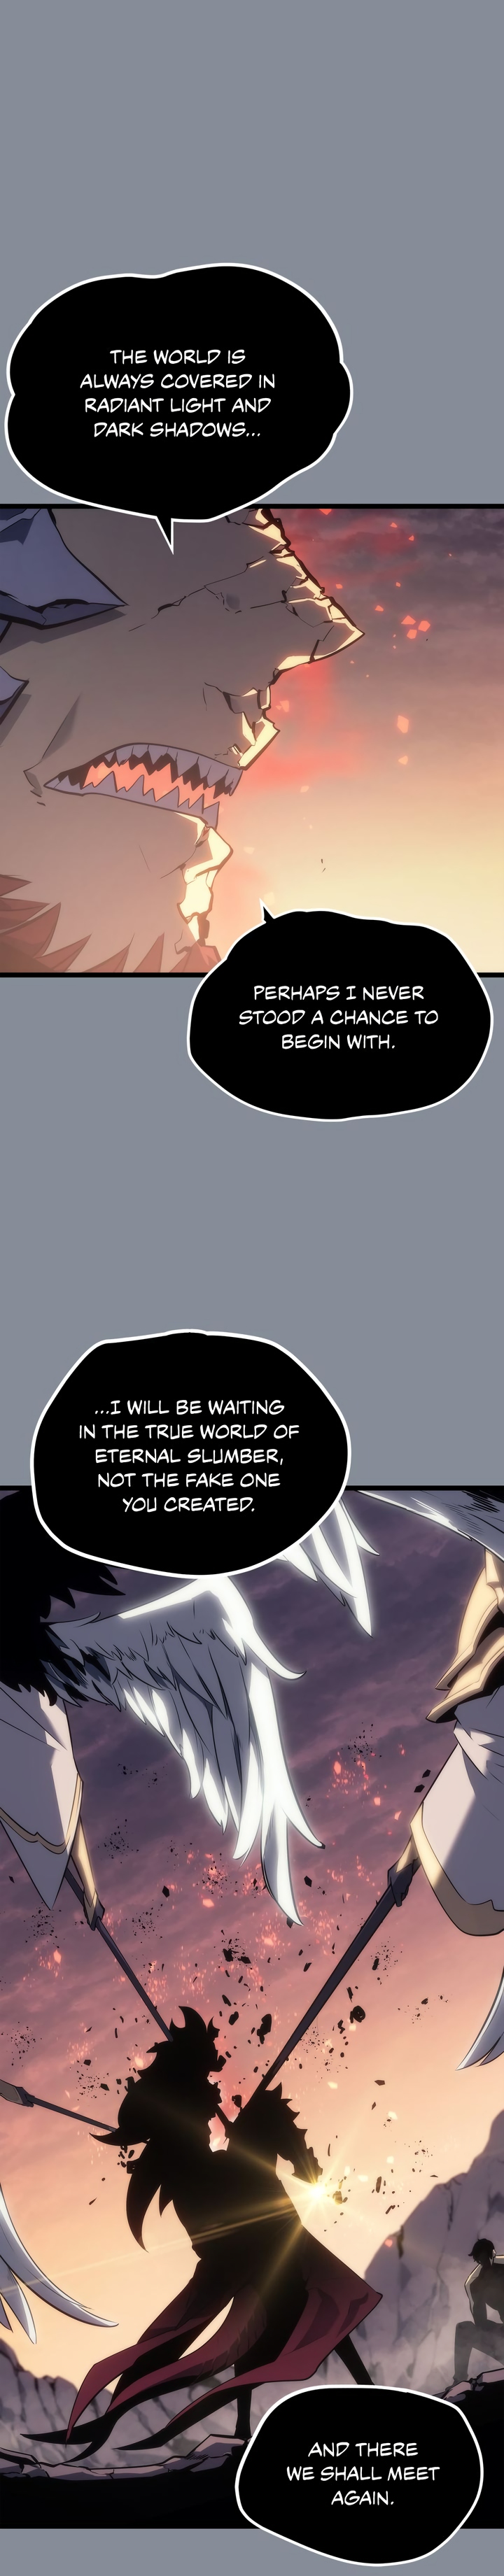 THE WORLD IS
ALWAYS COVERED IN
RADIANT LIGHT AND
DARK SHADOWS...
PERHAPS I NEVER
STOOD A CHANCE TO
BEGIN WITH.
...I WILL BE WAITING
IN THE TRUE WORLD OF
ETERNAL SLUMBER,
NOT THE FAKE ONE
YOU CREATED.
AND THERE
WE SHALL MEET
AGAIN.